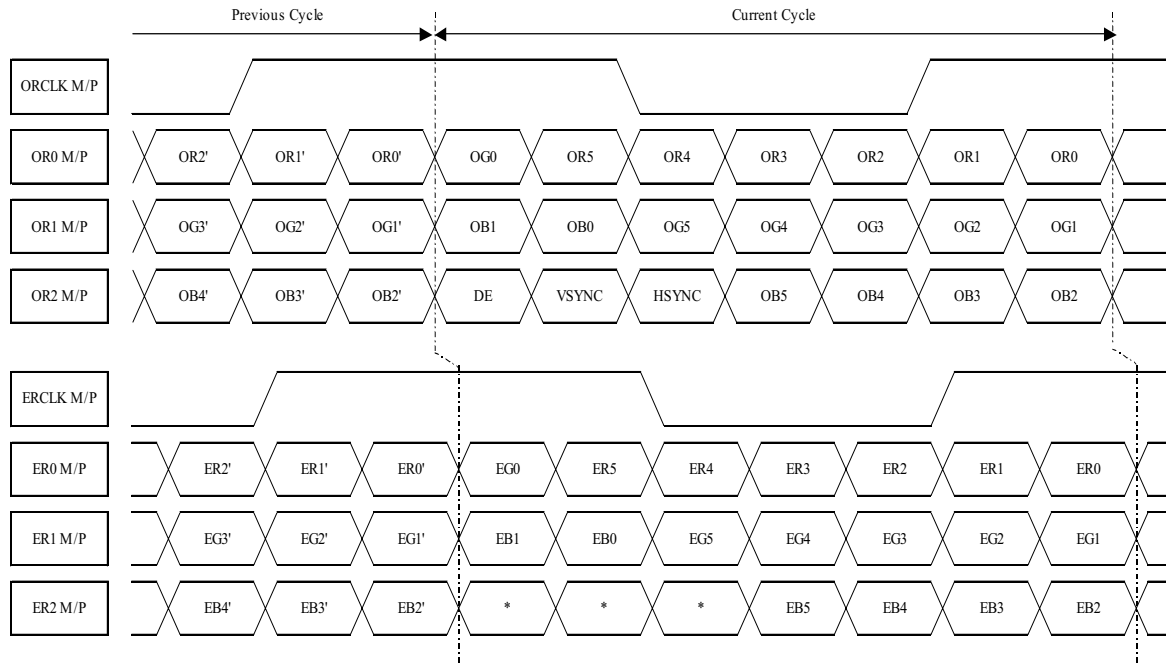 Previous Cycle Current Cycle
ORCLK M/P
OR0 M/P OR2' OR1' OR0' OG0 OR5 OR4 OR3 OR2 OR1 OR0
OR1 M/P OG3' OG2' OG1' OB1 OB0 OG5 OG4 OG3 OG2 OG1
OR2 M/P OB4' OB3' OB2' DE VSYNC HSYNC OB5 OB4 OB3 OB2
ERCLK M/P
ER0 M/P ER2' ER1' ER0' EG0 ER5 ER4 ER3 ER2 ER1 ER0
ER1 M/P EG3' EG2' EG1' EB1 EB0 EG5 EG4 EG3 EG2 EG1
ER2 M/P EB4' EB3' EB2' * * * EB5 EB4 EB3 EB2